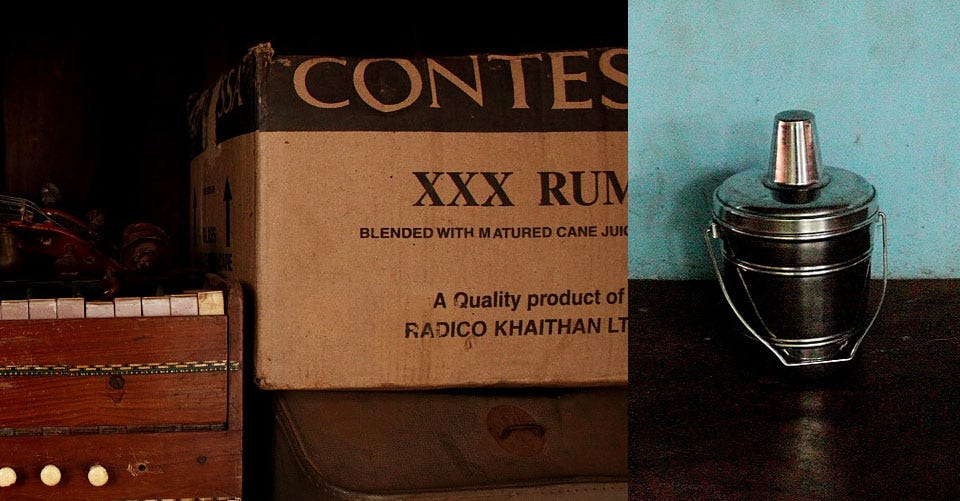 CONTES
XXX RUM
BLENDED WITH MATURED CANE JUIC
A Quality product of
RADICO KHAITHAN LT